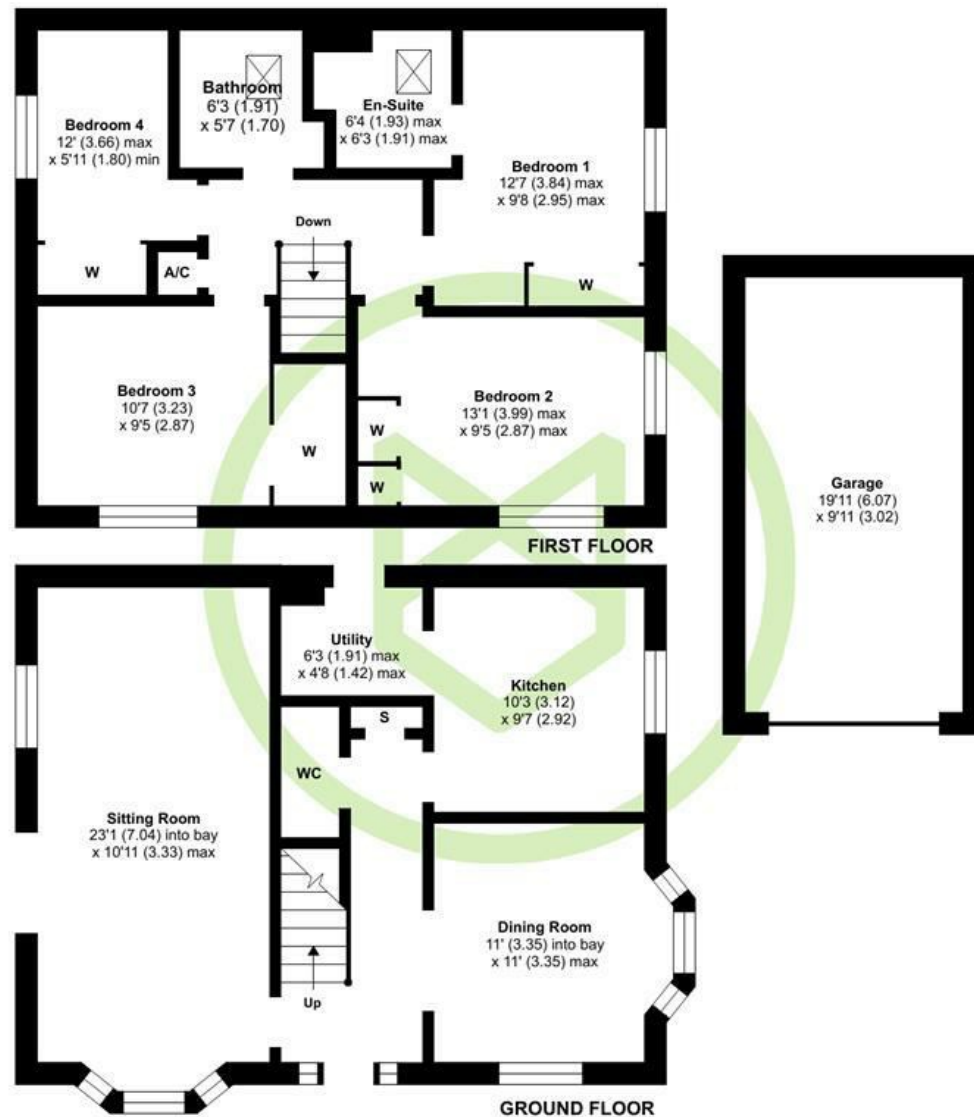 Bedroom 4
12' (3.66) max
x 5'11 (1.80) min
Bathroom
6'3 (1.91)
x 5'7 (1.70)
En-Suite
6'4 (1.93) max
x 6'3 (1.91) max
Bedroom 1
12'7 (3.84) max
x 9'8 (2.95) max
Down
W
A/C
W
Bedroom 3
10'7 (3.23)
x 9'5 (2.87)
W
W
W
Bedroom 2
13'1 (3.99) max
x 9'5 (2.87) max
FIRST FLOOR
Garage
19'11 (6.07)
x 9'11 (3.02)
Utility
6'3 (1.91) max
x 4'8 (1.42) max
Kitchen
10'3 (3.12)
x 9'7 (2.92)
S
WC
Sitting Room
23'1 (7.04) into bay
x 10'11 (3.33) max
Dining Room
11' (3.35) into bay
x 11' (3.35) max
Up
GROUND FLOOR